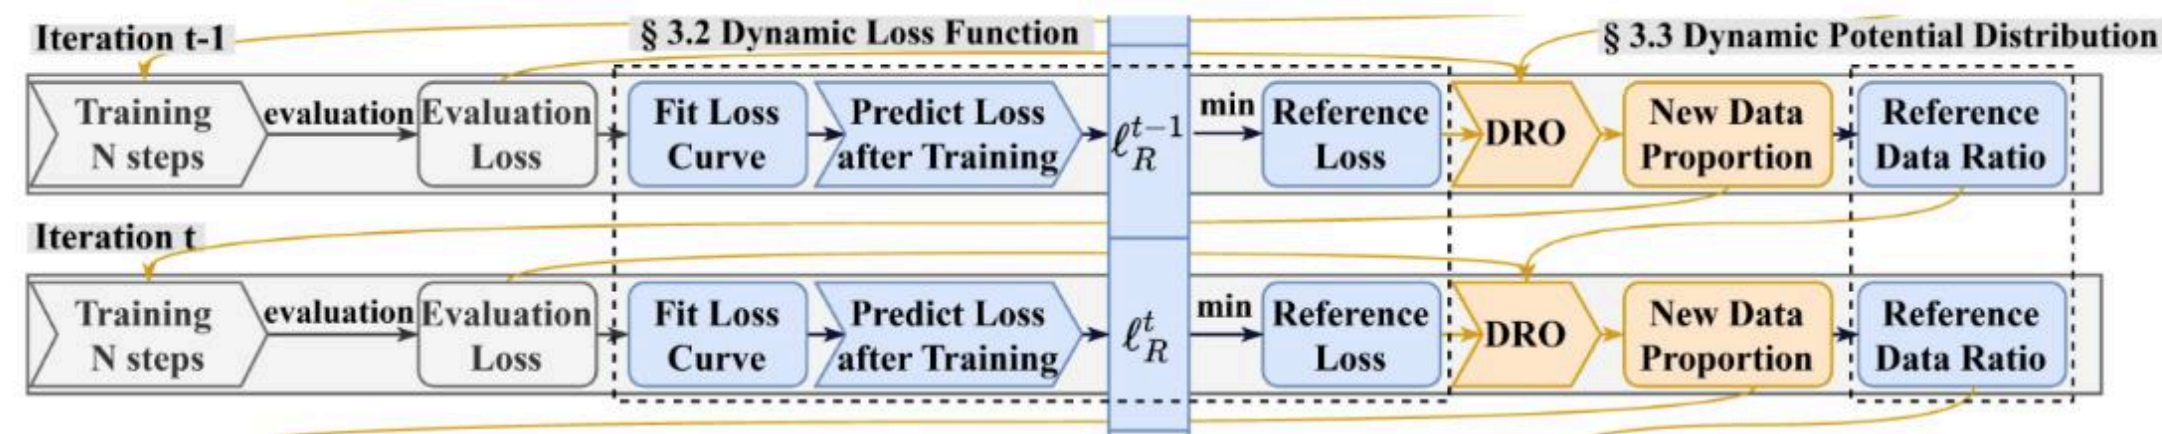 § 3.2 Dynamic Loss Function
§ 3.3 Dynamic Potential Distribution
Iteration t-1
Training
N steps
evaluation
Evaluation
Loss
Fit Loss
Curve
Predict Loss
after Training
ℓ_R^{t-1}
min
Reference
Loss
DRO
New Data
Proportion
Reference
Data Ratio
Iteration t
Training
N steps
evaluation
Evaluation
Loss
Fit Loss
Curve
Predict Loss
after Training
ℓ_R^t
min
Reference
Loss
DRO
New Data
Proportion
Reference
Data Ratio